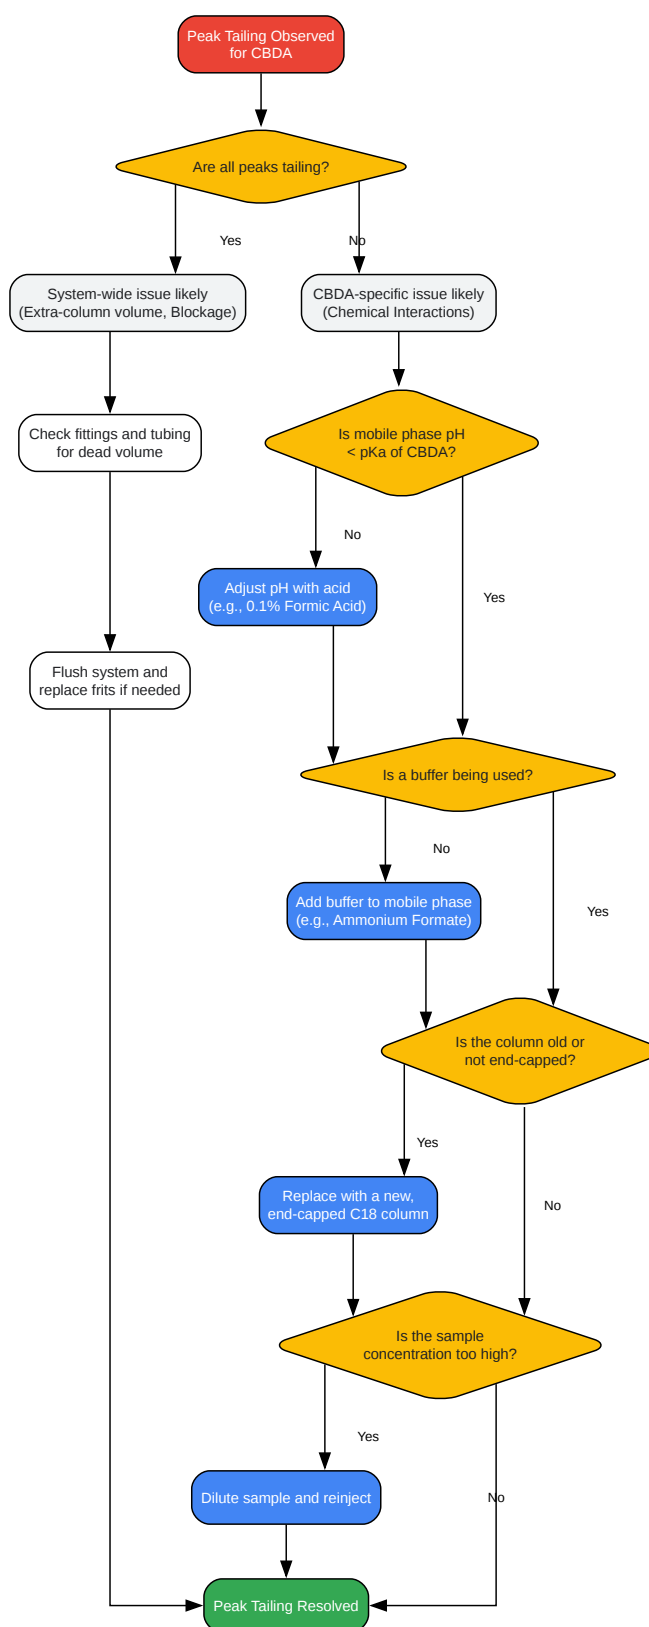 Peak Tailing Observed
for CBDA
Are all peaks tailing?
Yes
No
System-wide issue likely
(Extra-column volume, Blockage)
CBDA-specific issue likely
(Chemical Interactions)
Check fittings and tubing
for dead volume
Is mobile phase pH
< pKa of CBDA?
No
Yes
Adjust pH with acid
(e.g., 0.1% Formic Acid)
Flush system and
replace frits if needed
Is a buffer being used?
No
Yes
Add buffer to mobile phase
(e.g., Ammonium Formate)
Is the column old or
not end-capped?
Yes
No
Replace with a new,
end-capped C18 column
Is the sample
concentration too high?
Yes
No
Dilute sample and reinject
Peak Tailing Resolved